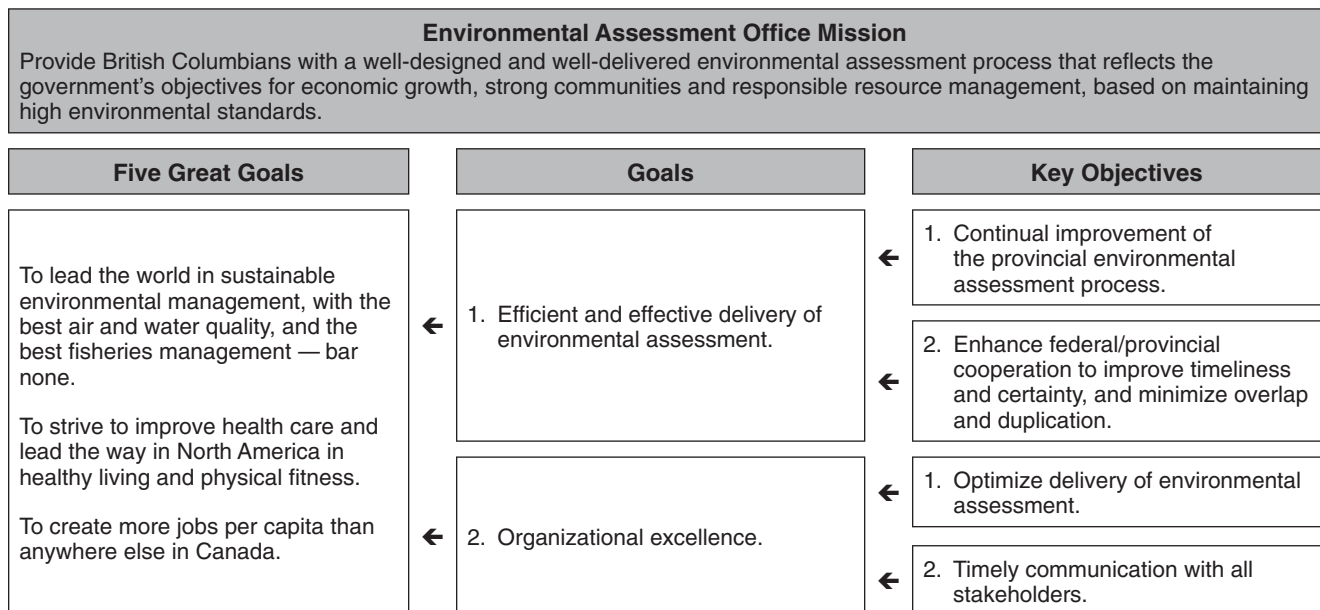 Environmental Assessment Office Mission
Provide British Columbians with a well-designed and well-delivered environmental assessment process that reflects the
government's objectives for economic growth, strong communities and responsible resource management, based on maintaining
high environmental standards.
Five Great Goals
To lead the world in sustainable
environmental management, with the
best air and water quality, and the
best fisheries management — bar
none.
To strive to improve health care and
lead the way in North America in
healthy living and physical fitness.
To create more jobs per capita than
anywhere else in Canada.
Goals
1. Efficient and effective delivery of
environmental assessment.
2. Organizational excellence.
Key Objectives
1. Continual improvement of
the provincial environmental
assessment process.
2. Enhance federal/provincial
cooperation to improve timeliness
and certainty, and minimize overlap
and duplication.
1. Optimize delivery of environmental
assessment.
2. Timely communication with all
stakeholders.